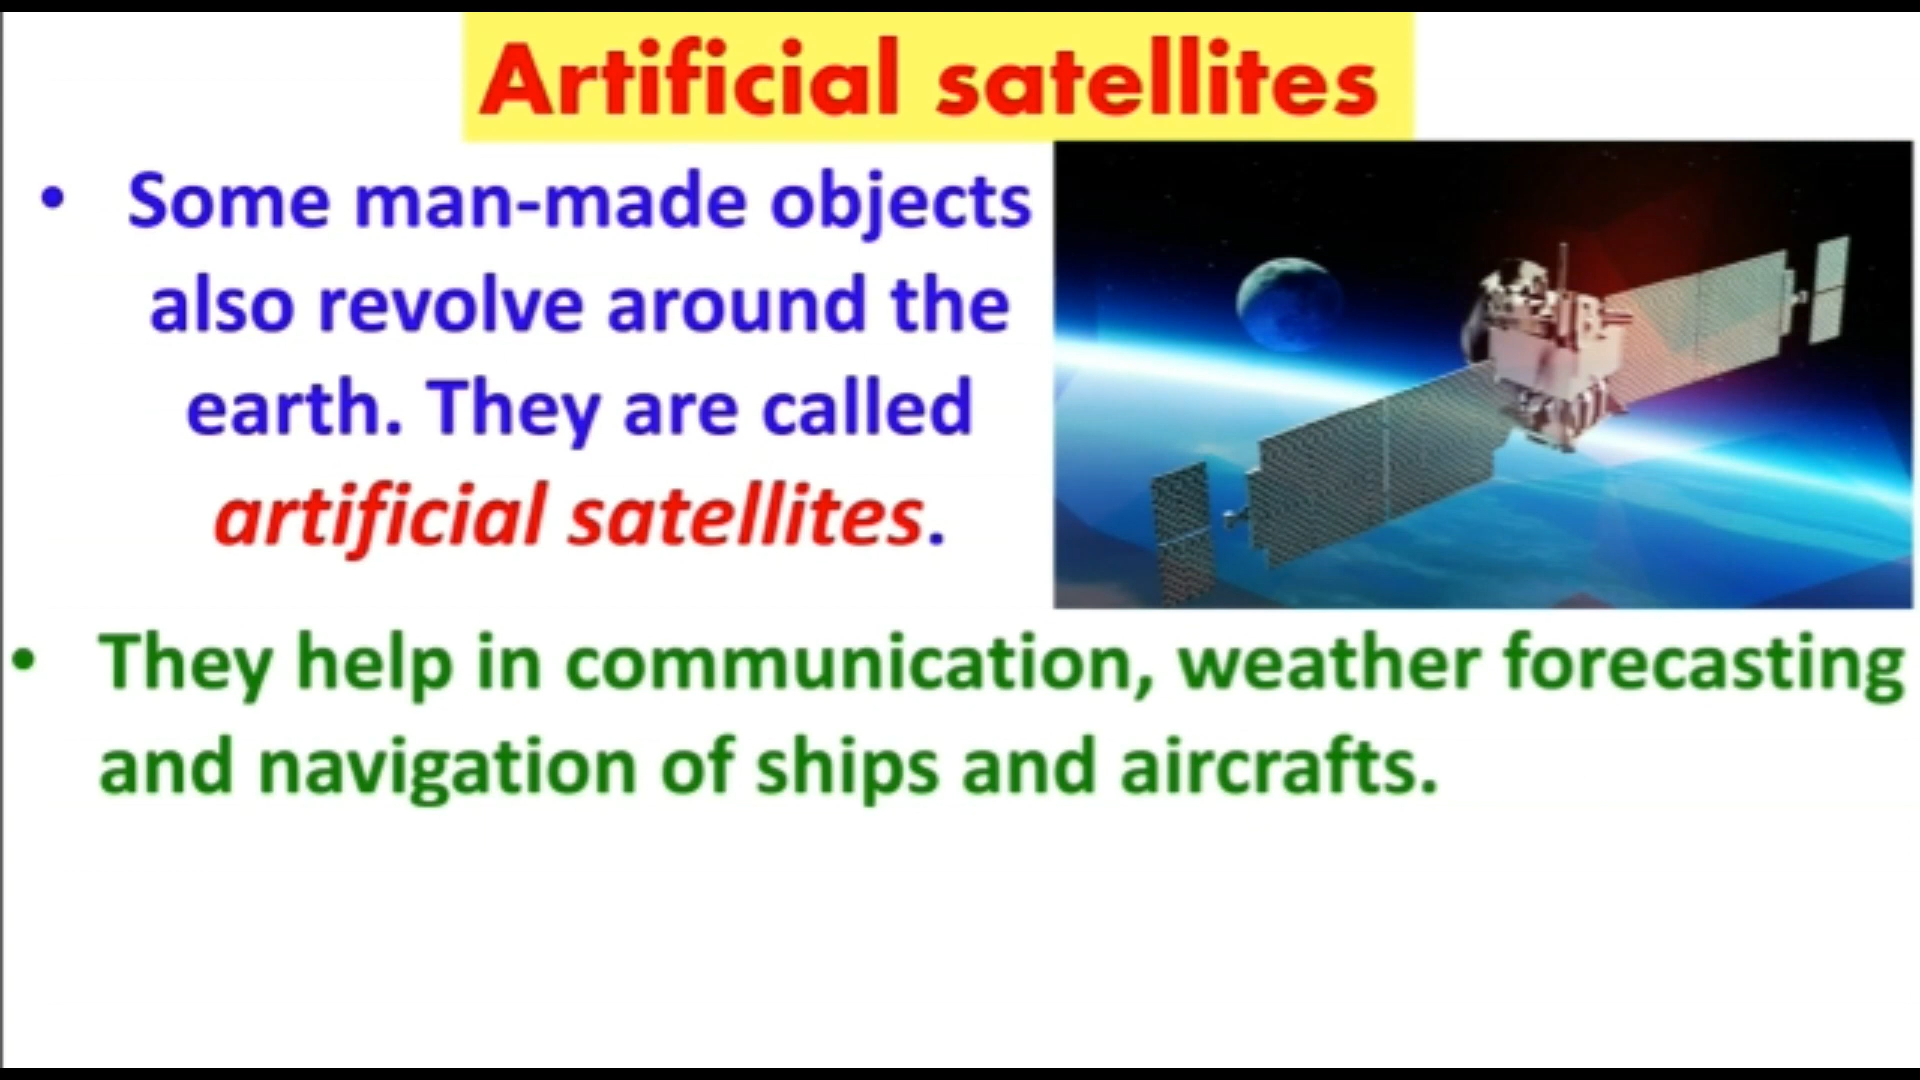 Artificial satellites
• Some man-made objects
also revolve around the
earth. They are called
artificial satellites.
• They help in communication, weather forecasting
and navigation of ships and aircrafts.